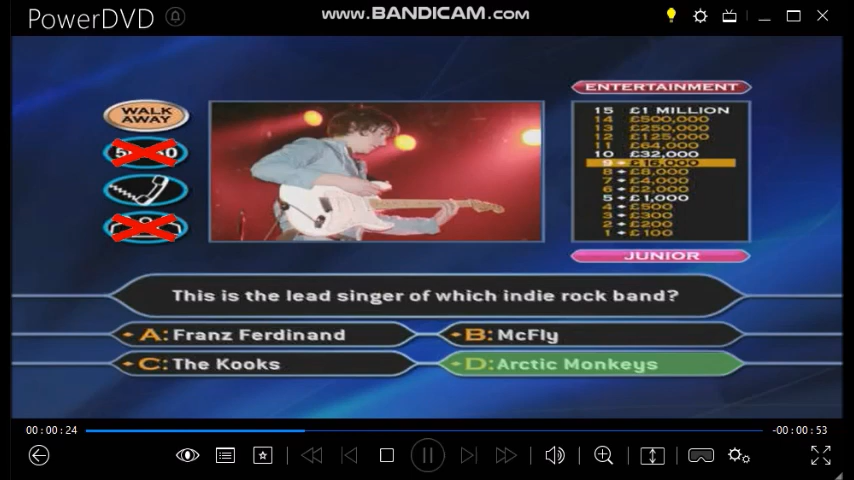 PowerDVD
www.BANDICAM.com
ENTERTAINMENT
WALK AWAY
15 £1 MILLION
14 £500,000
13 £250,000
12 £125,000
11 £64,000
10 £32,000
9 £16,000
8 £8,000
7 £4,000
6 £2,000
5 £1,000
4 £500
3 £300
2 £200
1 £100
JUNIOR
This is the lead singer of which indie rock band?
A: Franz Ferdinand
B: McFly
C: The Kooks
D: Arctic Monkeys
00:00:24
-00:00:53